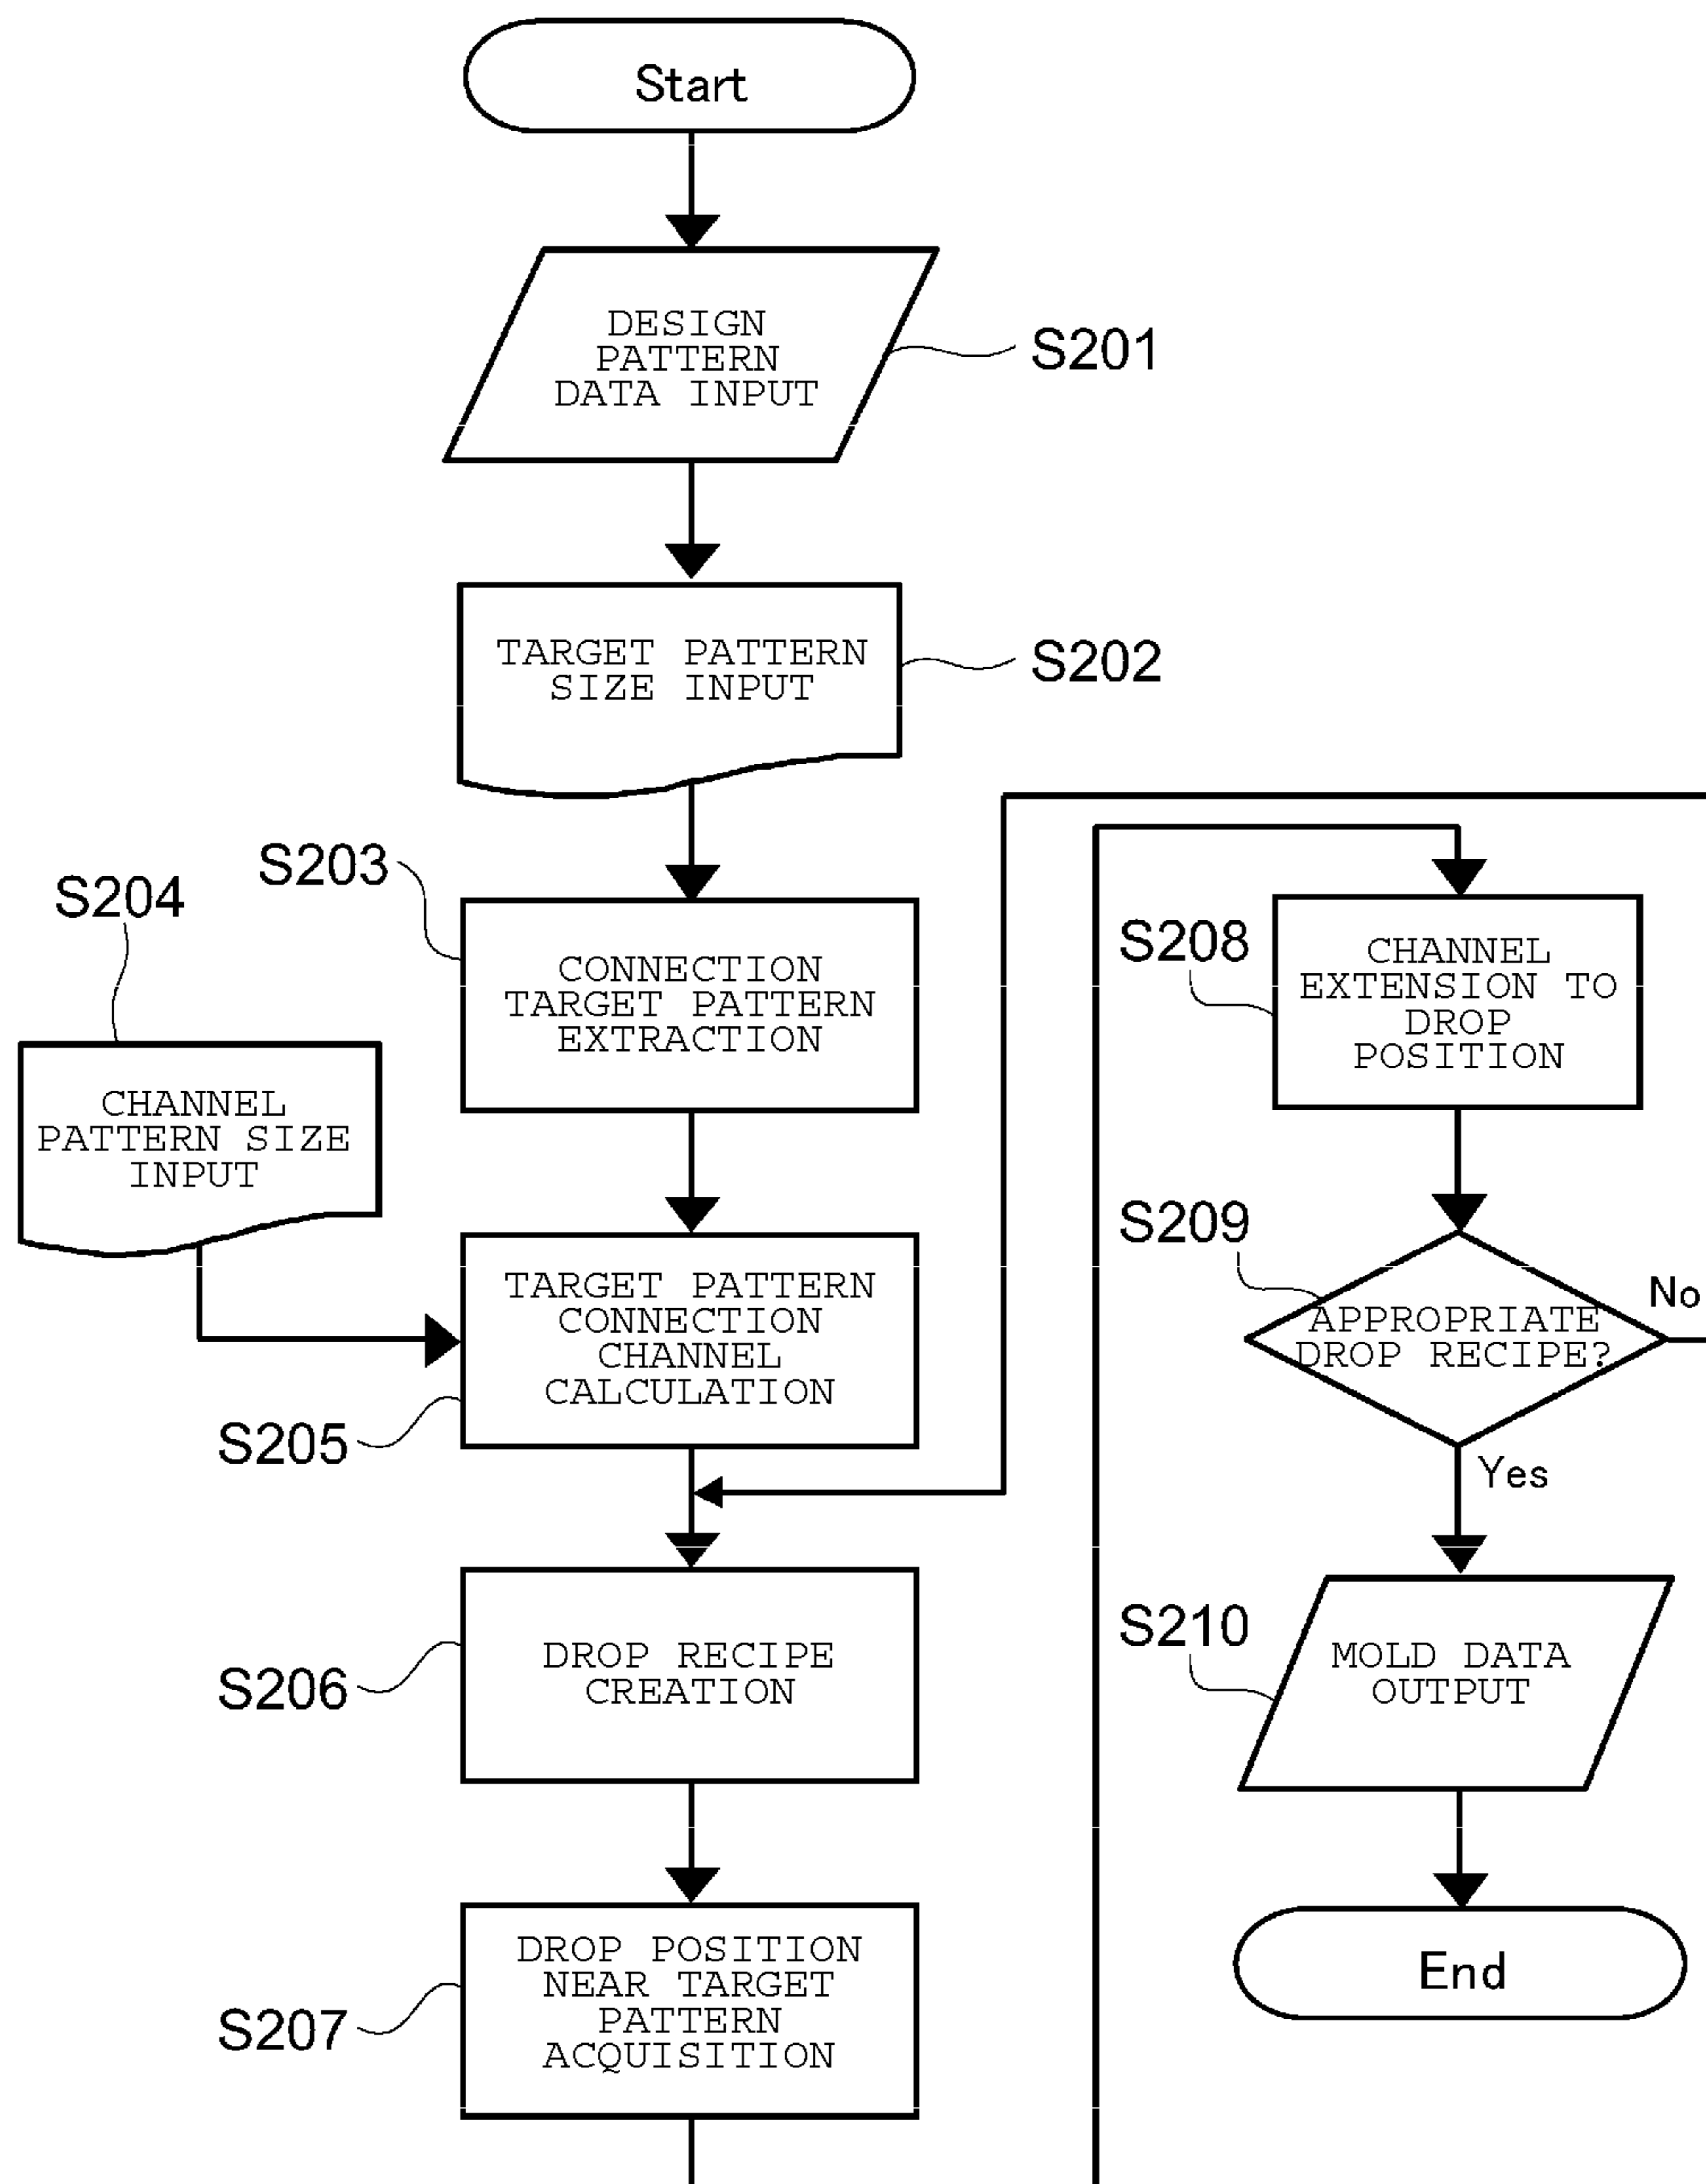 Start
DESIGN
PATTERN
DATA INPUT
S201
TARGET PATTERN
SIZE INPUT
S202
S203
CONNECTION
TARGET PATTERN
EXTRACTION
S204
CHANNEL
PATTERN SIZE
INPUT
TARGET PATTERN
CONNECTION
CHANNEL
CALCULATION
S205
DROP RECIPE
CREATION
S206
DROP POSITION
NEAR TARGET
PATTERN
ACQUISITION
S207
S208
CHANNEL
EXTENSION TO
DROP
POSITION
S209
APPROPRIATE
DROP RECIPE?
No
Yes
S210
MOLD DATA
OUTPUT
End